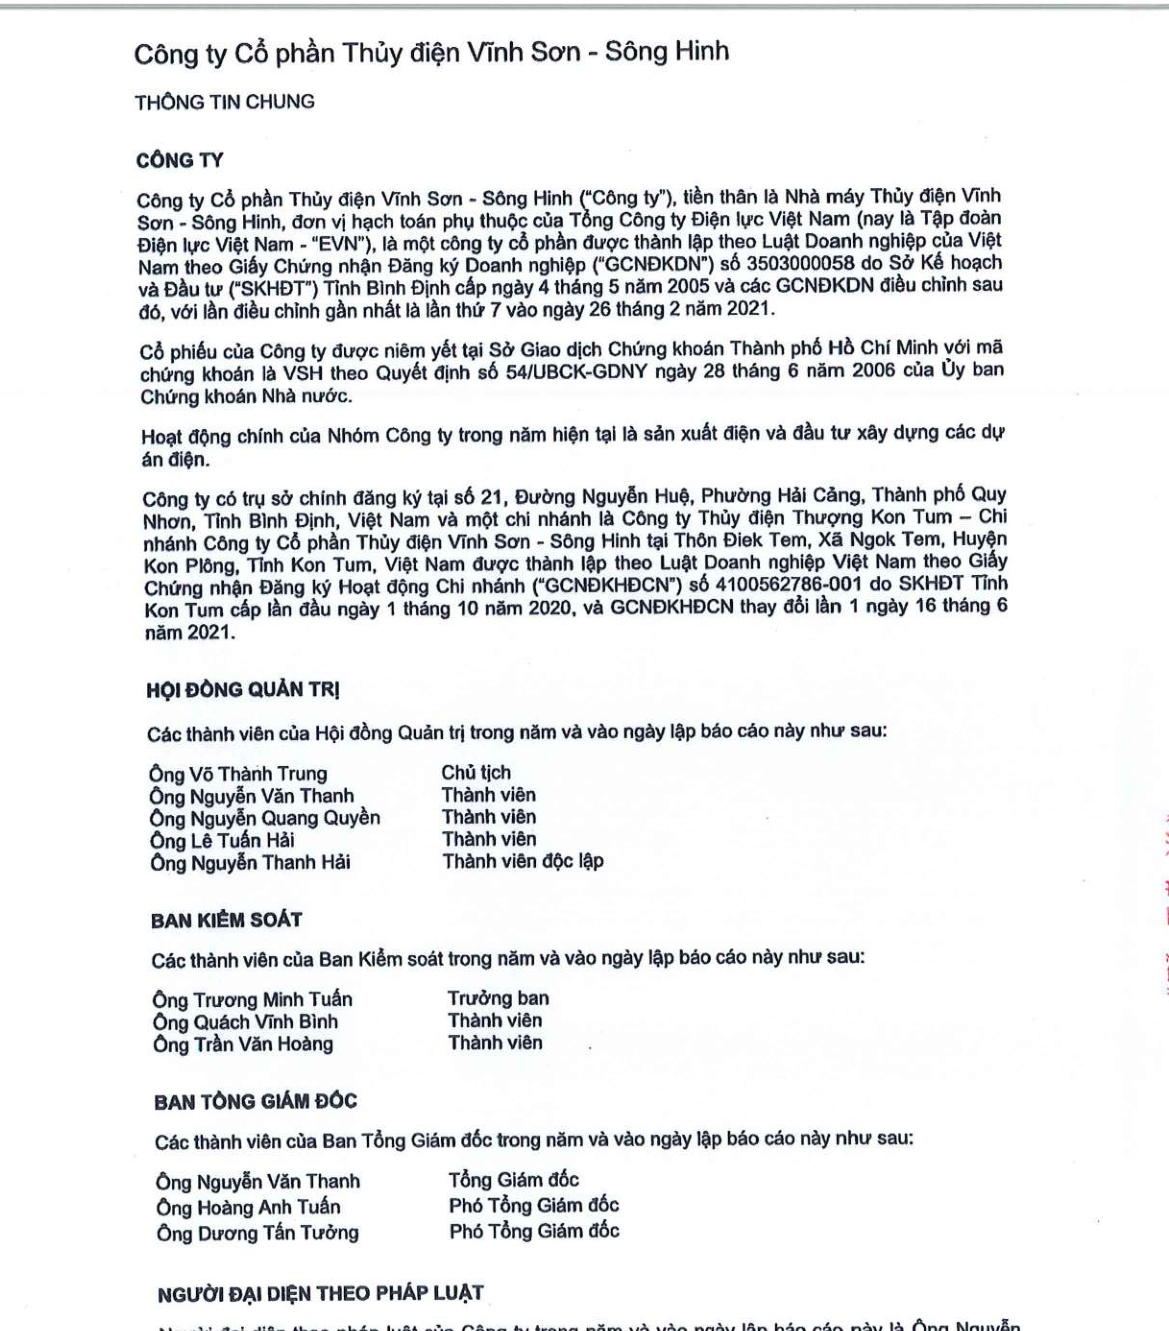 Công ty Cổ phần Thủy điện Vĩnh Sơn - Sông Hinh
THÔNG TIN CHUNG
CÔNG TY
Công ty Cổ phần Thủy điện Vĩnh Sơn - Sông Hinh (“Công ty”), tiền thân là Nhà máy Thủy điện Vĩnh
Sơn - Sông Hinh, đơn vị hạch toán phụ thuộc của Tổng Công ty Điện lực Việt Nam (nay là Tập đoàn
Điện lực Việt Nam - “EVN”), là một công ty cổ phần được thành lập theo Luật Doanh nghiệp của Việt
Nam theo Giấy Chứng nhận Đăng ký Doanh nghiệp (“GCNĐKDN”) số 3503000058 do Sở Kế hoạch
và Đầu tư (“SKHĐT”) Tỉnh Bình Định cấp ngày 4 tháng 5 năm 2005 và các GCNĐKDN điều chỉnh sau
đó, với lần điều chỉnh gần nhất là lần thứ 7 vào ngày 26 tháng 2 năm 2021.
Cổ phiếu của Công ty được niêm yết tại Sở Giao dịch Chứng khoán Thành phố Hồ Chí Minh với mã
chứng khoán là VSH theo Quyết định số 54/UBCK-GDNY ngày 28 tháng 6 năm 2006 của Ủy ban
Chứng khoán Nhà nước.
Hoạt động chính của Nhóm Công ty trong năm hiện tại là sản xuất điện và đầu tư xây dựng các dự
án điện.
Công ty có trụ sở chính đăng ký tại số 21, Đường Nguyễn Huệ, Phường Hải Cảng, Thành phố Quy
Nhơn, Tỉnh Bình Định, Việt Nam và một chi nhánh là Công ty Thủy điện Thượng Kon Tum – Chi
nhánh Công ty Cổ phần Thủy điện Vĩnh Sơn - Sông Hinh tại Thôn Điek Tem, Xã Ngok Tem, Huyện
Kon Plông, Tỉnh Kon Tum, Việt Nam được thành lập theo Luật Doanh nghiệp Việt Nam theo Giấy
Chứng nhận Đăng ký Hoạt động Chi nhánh (“GCNĐKHĐCN”) số 4100562786-001 do SKHĐT Tỉnh
Kon Tum cấp lần đầu ngày 1 tháng 10 năm 2020, và GCNĐKHĐCN thay đổi lần 1 ngày 16 tháng 6
năm 2021.
HỘI ĐỒNG QUẢN TRỊ
Các thành viên của Hội đồng Quản trị trong năm và vào ngày lập báo cáo này như sau:
Ông Võ Thành Trung Chủ tịch
Ông Nguyễn Văn Thanh Thành viên
Ông Nguyễn Quang Quyền Thành viên
Ông Lê Tuấn Hải Thành viên
Ông Nguyễn Thanh Hải Thành viên độc lập
BAN KIỂM SOÁT
Các thành viên của Ban Kiểm soát trong năm và vào ngày lập báo cáo này như sau:
Ông Trương Minh Tuấn Trưởng ban
Ông Quách Vĩnh Bình Thành viên
Ông Trần Văn Hoàng Thành viên
BAN TỔNG GIÁM ĐỐC
Các thành viên của Ban Tổng Giám đốc trong năm và vào ngày lập báo cáo này như sau:
Ông Nguyễn Văn Thanh Tổng Giám đốc
Ông Hoàng Anh Tuấn Phó Tổng Giám đốc
Ông Dương Tấn Tưởng Phó Tổng Giám đốc
NGƯỜI ĐẠI DIỆN THEO PHÁP LUẬT
Người đại diện theo pháp luật của Công ty trong năm và vào ngày lập báo cáo này là Ông Nguyễn